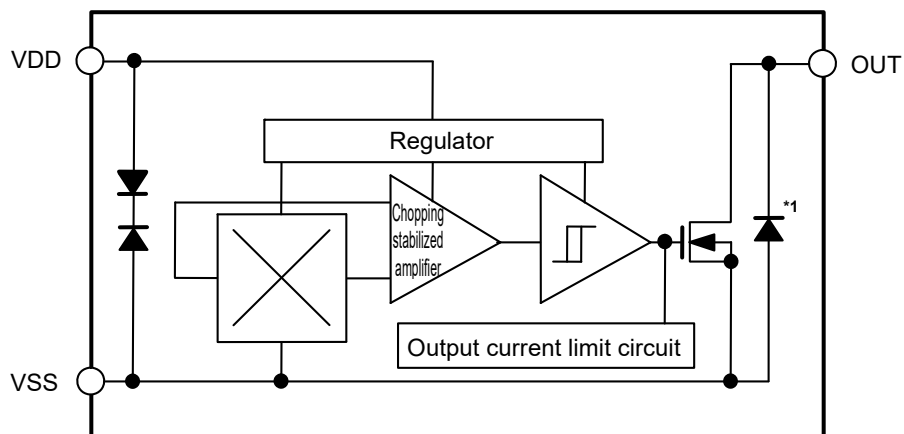 VDD
OUT
Regulator
*1
Chopping
stabilized
amplifier
Output current limit circuit
VSS